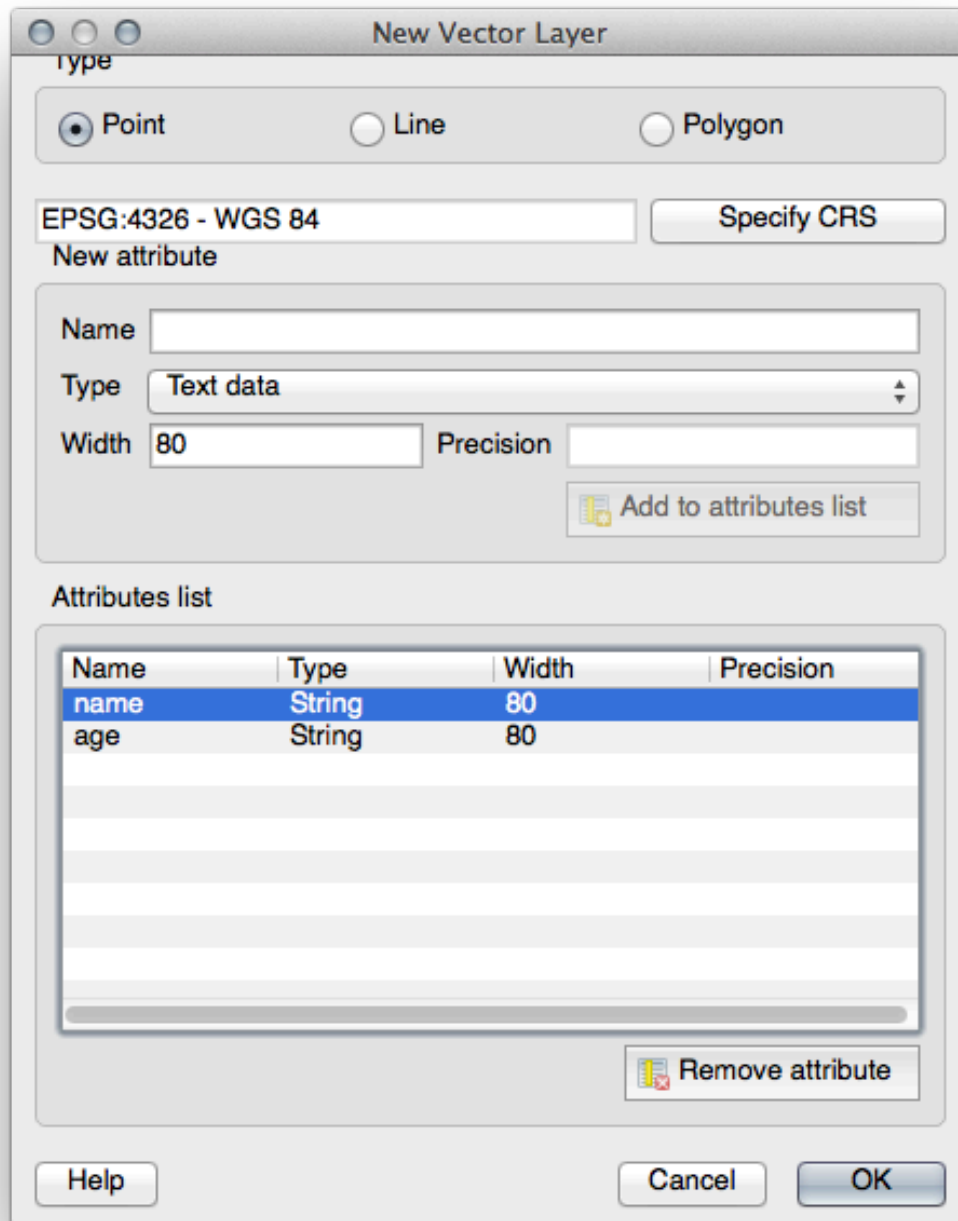 New Vector Layer
Type
Point Line Polygon
EPSG:4326 - WGS 84 Specify CRS
New attribute
Name
Type Text data
Width 80 Precision
Add to attributes list
Attributes list
Name Type Width Precision
name String 80
age String 80
Remove attribute
Help Cancel OK